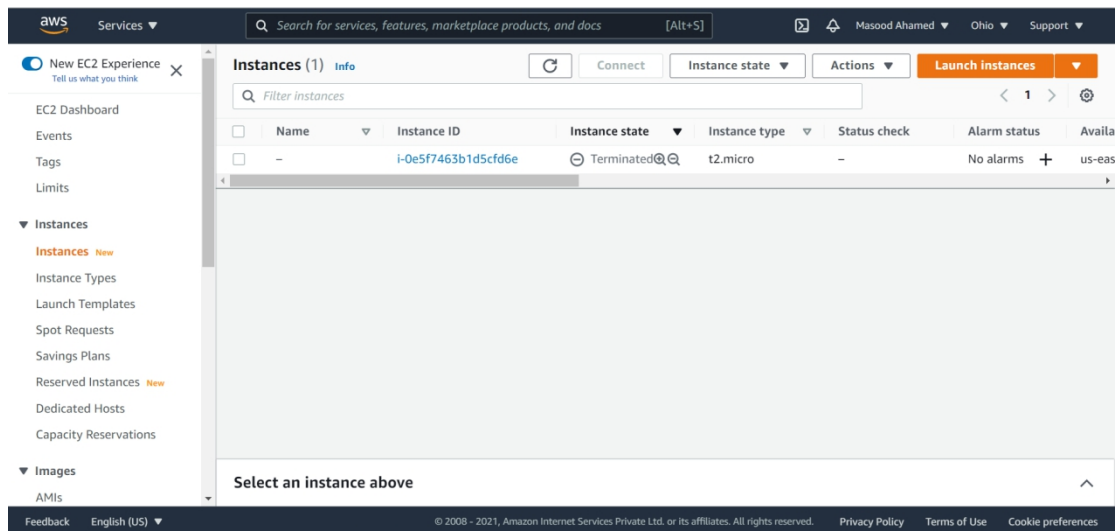 aws Services Search for services, features, marketplace products, and docs [Alt+S] Masood Ahamed Ohio Support
New EC2 Experience
Tell us what you think
EC2 Dashboard
Events
Tags
Limits
Instances
Instances New
Instance Types
Launch Templates
Spot Requests
Savings Plans
Reserved Instances New
Dedicated Hosts
Capacity Reservations
Images
AMIs
Instances (1) Info Connect Instance state Actions Launch instances
Filter instances 1
Name Instance ID Instance state Instance type Status check Alarm status Availa
– i-0e5f7463b1d5cfd6e Terminated t2.micro – No alarms + us-eas
Select an instance above
Feedback English (US) © 2008 - 2021, Amazon Internet Services Private Ltd. or its affiliates. All rights reserved. Privacy Policy Terms of Use Cookie preferences